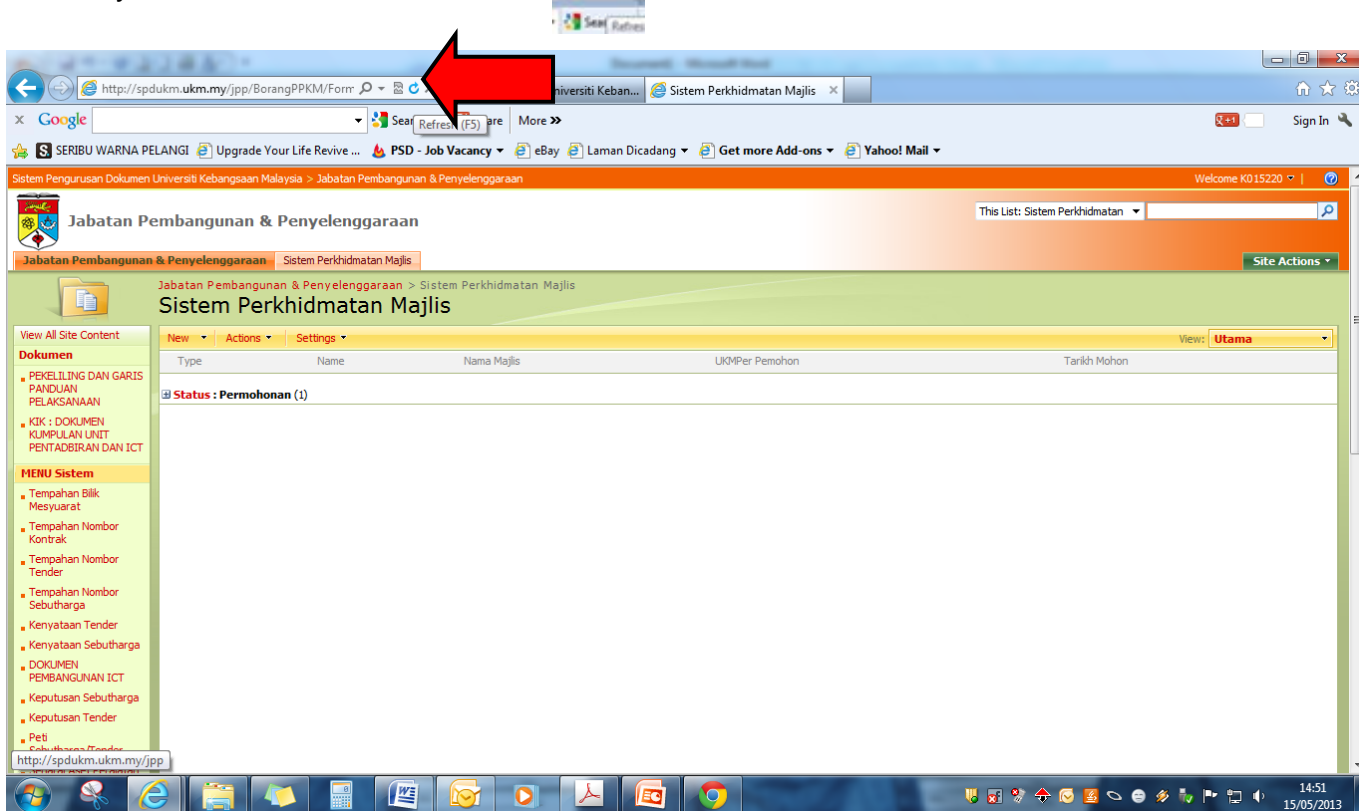 Sear Refres
http://spdukm.ukm.my/jpp/BorangPPKM/Form
niversiti Keban...
Sistem Perkhidmatan Majlis
x Google
Sear
Refresh (F5)
are
More »
+1
Sign In
SERIBU WARNA PELANGI
Upgrade Your Life Revive ...
PSD - Job Vacancy
eBay
Laman Dicadang
Get more Add-ons
Yahoo! Mail
Sistem Pengurusan Dokumen Universiti Kebangsaan Malaysia > Jabatan Pembangunan & Penyelenggaraan
Welcome K015220
Jabatan Pembangunan & Penyelenggaraan
This List: Sistem Perkhidmatan
Jabatan Pembangunan & Penyelenggaraan
Sistem Perkhidmatan Majlis
Site Actions
Jabatan Pembangunan & Penyelenggaraan > Sistem Perkhidmatan Majlis
Sistem Perkhidmatan Majlis
View All Site Content
New
Actions
Settings
View: Utama
Type
Name
Nama Majlis
UKMPer Pemohon
Tarikh Mohon
Status : Permohonan (1)
Dokumen
PEKELILING DAN GARIS
PANDUAN
PELAKSANAAN
KIK : DOKUMEN
KUMPULAN UNIT
PENTADBIRAN DAN ICT
MENU Sistem
Tempahan Bilik
Mesyuarat
Tempahan Nombor
Kontrak
Tempahan Nombor
Tender
Tempahan Nombor
Sebutharga
Kenyataan Tender
Kenyataan Sebutharga
DOKUMEN
PEMBANGUNAN ICT
Keputusan Sebutharga
Keputusan Tender
Peti
Sebutharga/Tender
http://spdukm.ukm.my/jpp
14:51
15/05/2013